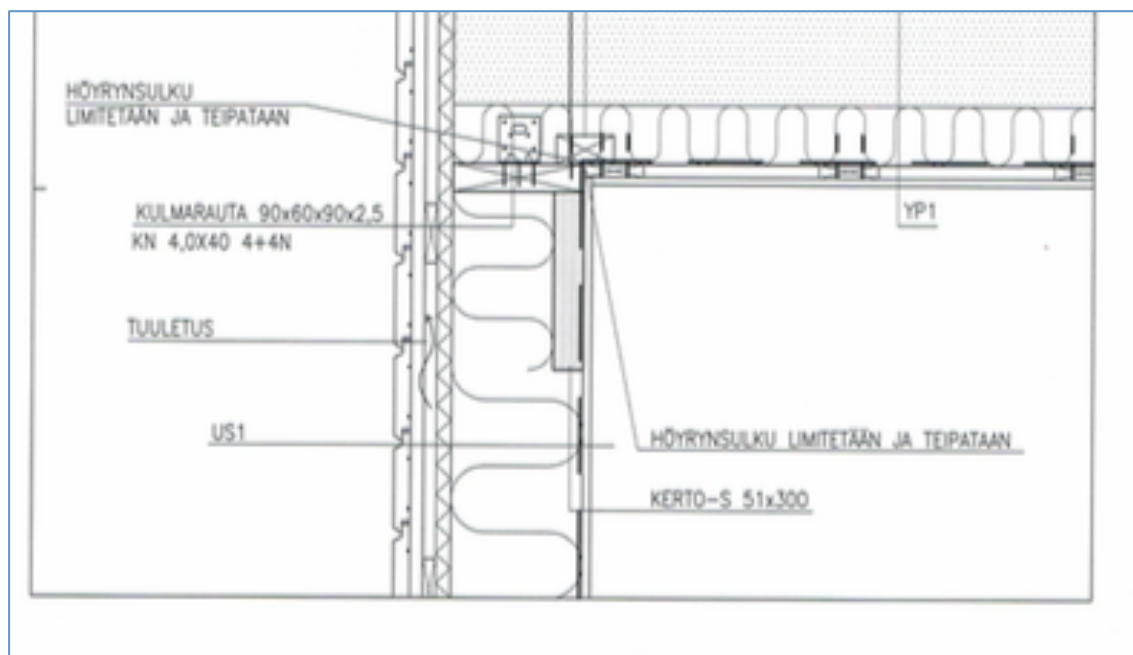 HÖYRYNSULKU
LIMITETÄÄN JA TEIPATAAN
KULMARAUTA 90x60x90x2,5
KN 4,0X40 4+4N
YP1
TUULETUS
US1
HÖYRYNSULKU LIMITETÄÄN JA TEIPATAAN
KERTO-S 51x300